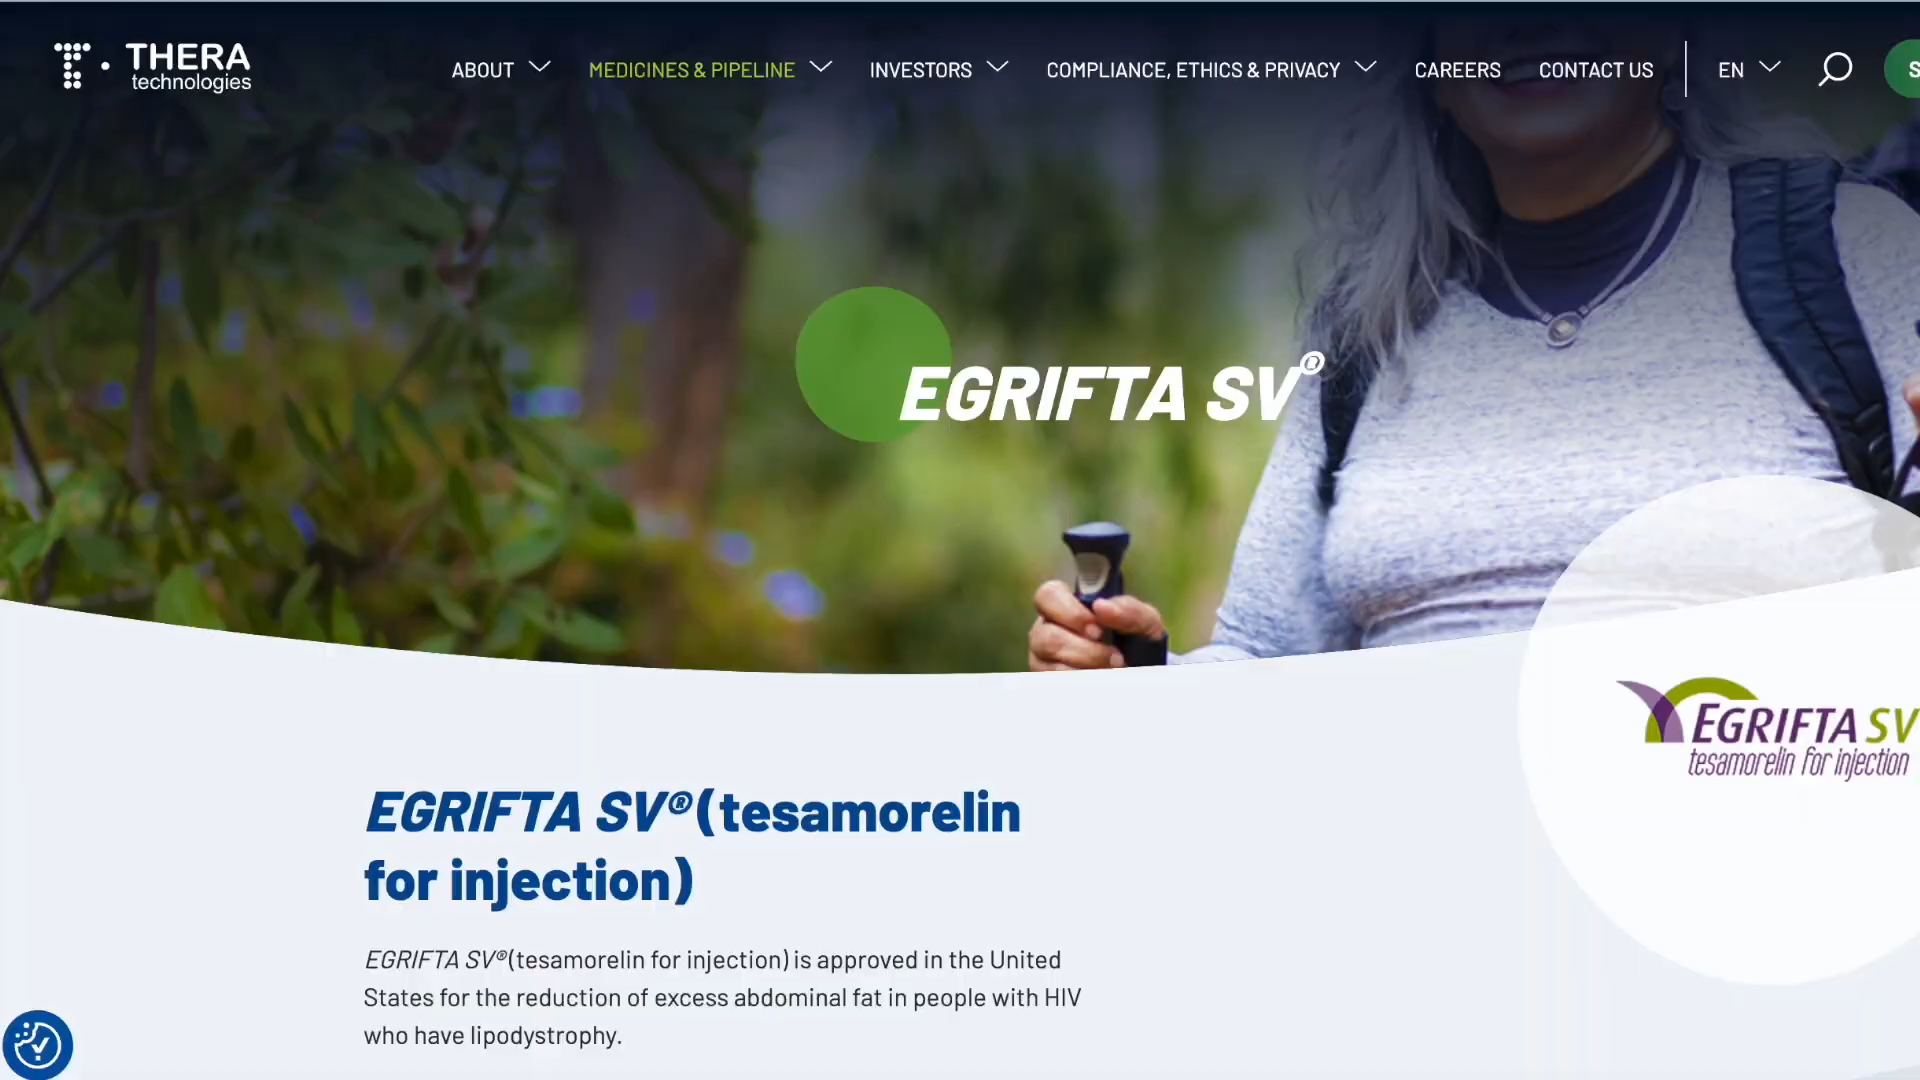 THERA
technologies
ABOUT
MEDICINES & PIPELINE
INVESTORS
COMPLIANCE, ETHICS & PRIVACY
CAREERS
CONTACT US
EN
S
EGRIFTA SV®
EGRIFTA SV
tesamorelin for injection
EGRIFTA SV® (tesamorelin
for injection)
EGRIFTA SV® (tesamorelin for injection) is approved in the United
States for the reduction of excess abdominal fat in people with HIV
who have lipodystrophy.